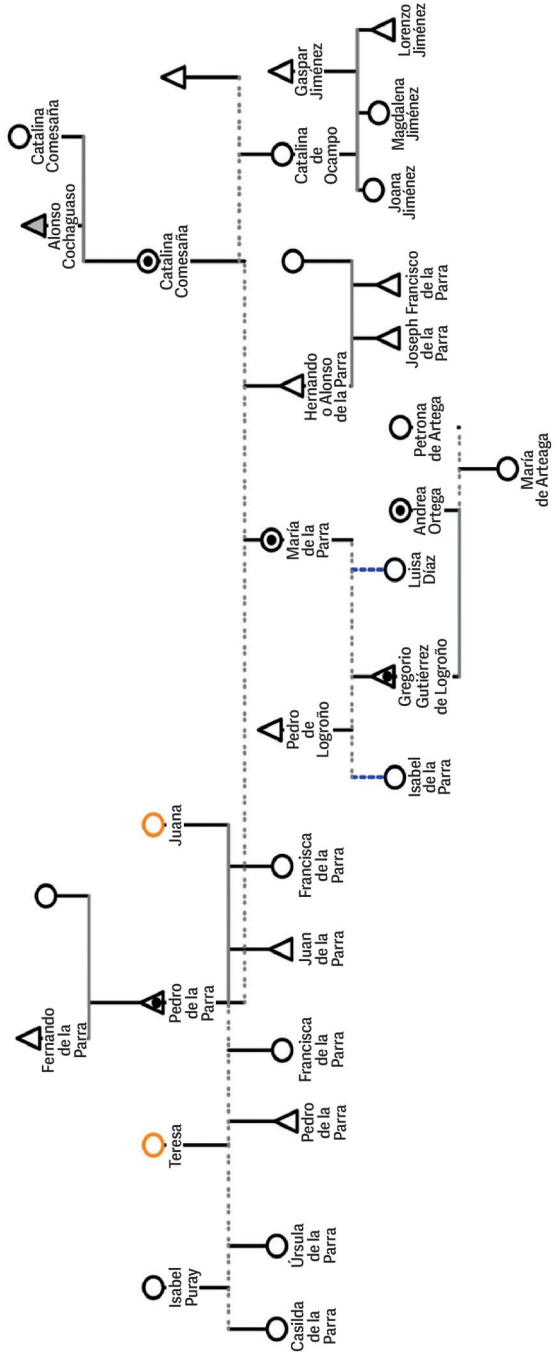 Catalina
Comesaña
Alonso
Cochaguaso
Fernando
de la
Parra
Isabel
Puray
Teresa
Pedro
de la
Parra
Juana
Catalina
Comesaña
Casilda
de la
Parra
Úrsula
de la
Parra
Pedro
de la
Parra
Francisca
de la
Parra
Juan
de la
Parra
Francisca
de la
Parra
Pedro
de
Logroño
María
de la
Parra
Hernándo
o Alonso
de la Parra
Catalina
de
Ocampo
Gaspar
Jiménez
Isabel
de la
Parra
Gregorio
Gutiérrez
de Logroño
Luisa
Díaz
Andrea
Ortega
Petrona
de Artega
Joseph
de la
Parra
Francisco
de la
Parra
Joana
Jiménez
Magdalena
Jiménez
Lorenzo
Jiménez
María
de Arteaga